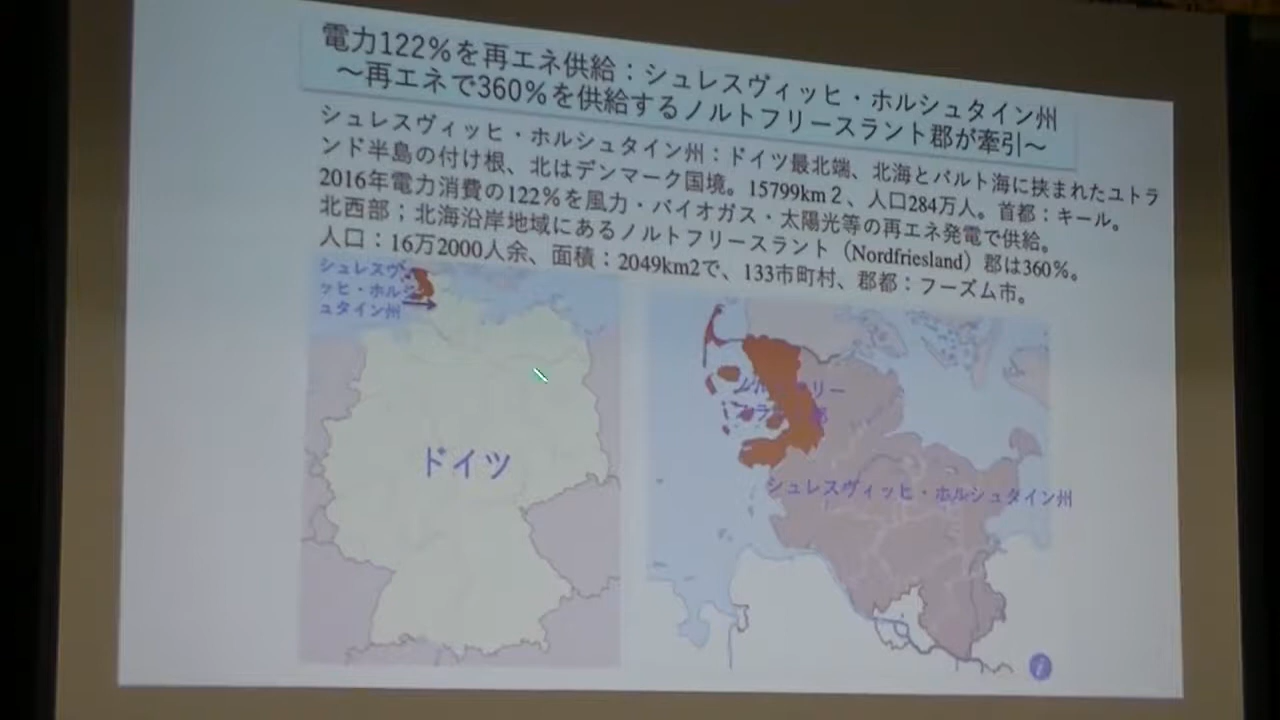 電力122%を再エネ供給：シュレスヴィッヒ・ホルシュタイン州
〜再エネで360%を供給するノルトフリースラント郡が牽引〜
シュレスヴィッヒ・ホルシュタイン州：ドイツ最北端、北海とバルト海に挟まれたユトラ
ンド半島の付け根、北はデンマーク国境。15799km２、人口284万人。首都：キール。
2016年電力消費の122%を風力・バイオガス・太陽光等の再エネ発電で供給。
北西部；北海沿岸地域にあるノルトフリースラント（Nordfriesland）郡は360%。
人口：16万2000人余、面積：2049km2で、133市町村、郡都：フーズム市。
シュレスヴ
ッヒ・ホルシ
ュタイン州
ドイツ
シュレスヴィッヒ・ホルシュタイン州
i